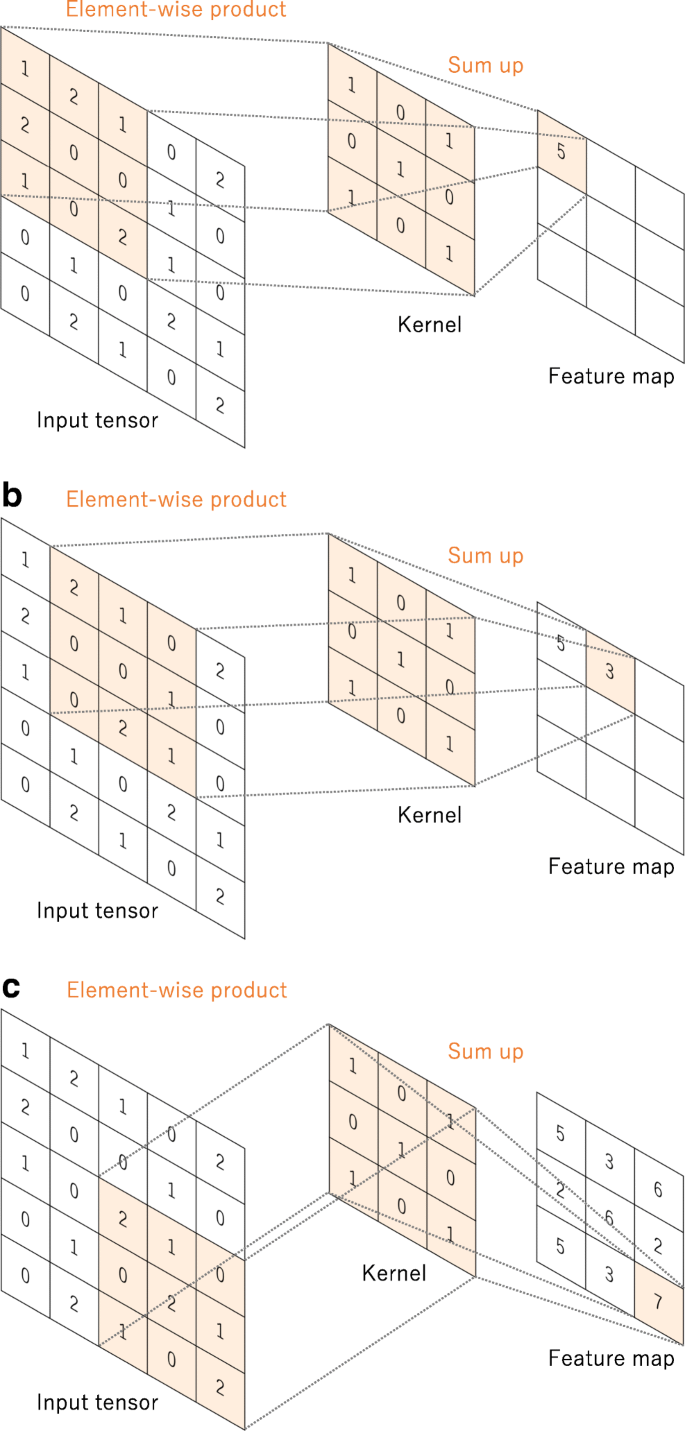 Element-wise product
Sum up
1 2 1 0 2
2 0 0 1 0
1 0 2 1 0
0 1 0 2 1
0 2 1 0 2
Input tensor
1 0 1
0 1 0
1 0 1
Kernel
5
Feature map
b
Element-wise product
Sum up
1 2 1 0 2
2 0 0 1 0
1 0 2 1 0
0 1 0 2 1
0 2 1 0 2
Input tensor
1 0 1
0 1 0
1 0 1
Kernel
5 3
Feature map
c
Element-wise product
Sum up
1 2 1 0 2
2 0 0 1 0
1 0 2 1 0
0 1 0 2 1
0 2 1 0 2
Input tensor
1 0 1
0 1 0
1 0 1
Kernel
5 3 6
2 6 2
5 3 7
Feature map